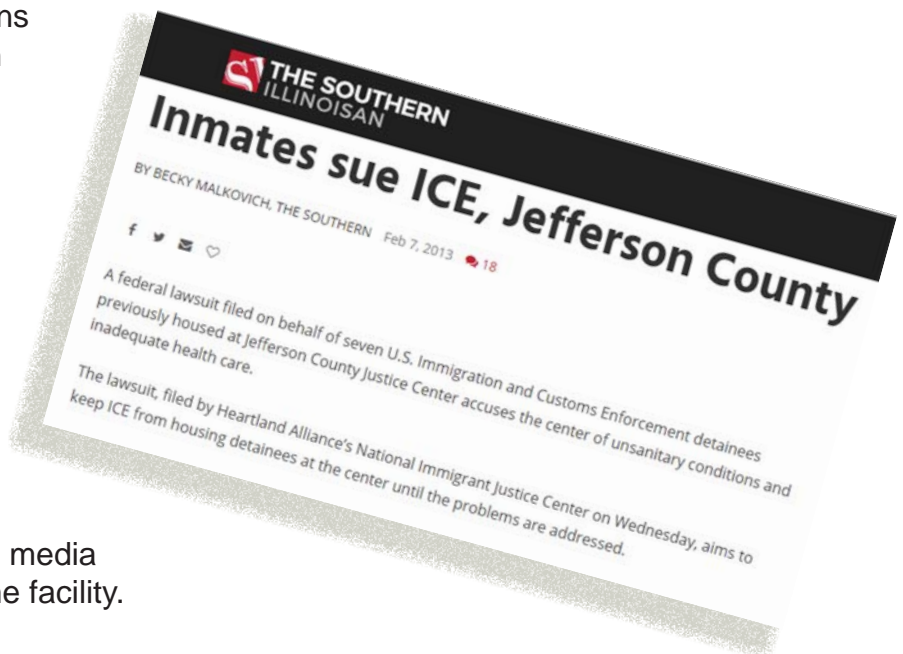 ns
THE SOUTHERN
ILLINOISAN
Inmates sue ICE, Jefferson County
BY BECKY MALKOVICH, THE SOUTHERN Feb 7, 2013 18
A federal lawsuit filed on behalf of seven U.S. Immigration and Customs Enforcement detainees
previously housed at Jefferson County Justice Center accuses the center of unsanitary conditions and
inadequate health care.
The lawsuit, filed by Heartland Alliance's National Immigrant Justice Center on Wednesday, aims to
keep ICE from housing detainees at the center until the problems are addressed.
media
e facility.